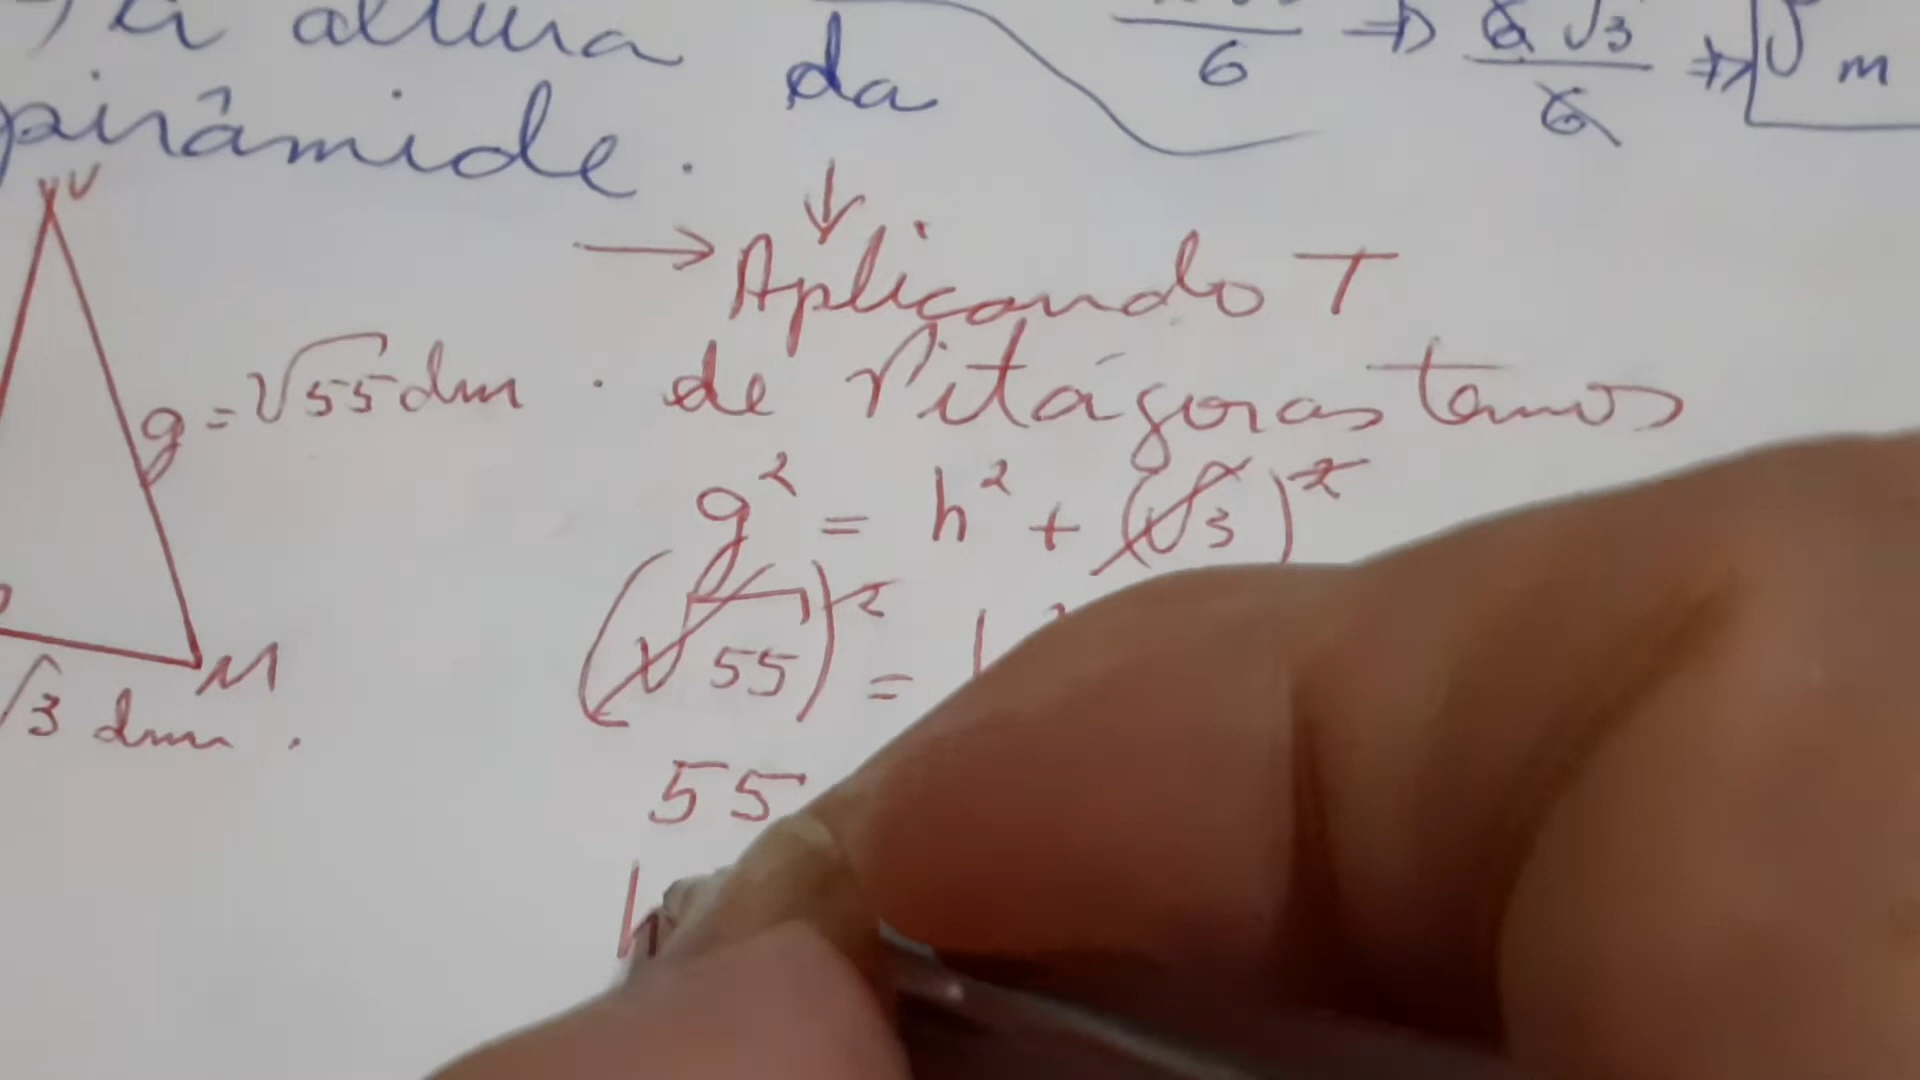 altura da
pirâmide.
6 ⇒ 6√3 / 6 ⇒ m
V
→ Aplicando T
g = √55 dm . de Pitágoras temos
g² = h² + (√3)²
(√55)² =
M
√3 dm .
55
h